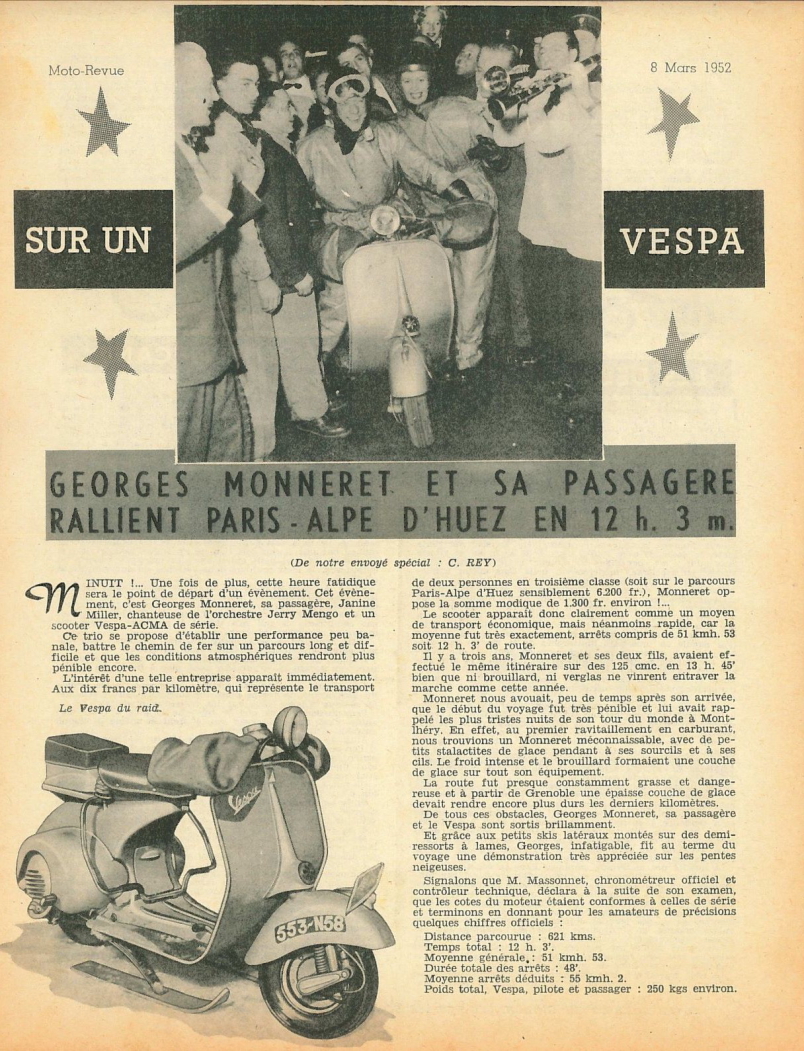 Moto-Revue
8 Mars 1952
SUR UN
VESPA
GEORGES MONNERET ET SA PASSAGERE
RALLIENT PARIS-ALPE D'HUEZ EN 12 h. 3 m.
(De notre envoyé spécial : C. REY)
MINUIT !... Une fois de plus, cette heure fatidique
sera le point de départ d'un évènement. Cet évène-
ment, c'est Georges Monneret, sa passagère, Janine
Miller, chanteuse de l'orchestre Jerry Mengo et un
scooter Vespa-ACMA de série.
Ce trio se propose d'établir une performance peu ba-
nale, battre le chemin de fer sur un parcours long et dif-
ficile et que les conditions atmosphériques rendront plus
pénible encore.
L'intérêt d'une telle entreprise apparaît immédiatement.
Aux dix francs par kilomètre, qui représente le transport
Le Vespa du raid.
Vespa
553-N58
de deux personnes en troisième classe (soit sur le parcours
Paris-Alpe d'Huez sensiblement 6.200 fr.), Monneret op-
pose la somme modique de 1.300 fr. environ !...
Le scooter apparaît donc clairement comme un moyen
de transport économique, mais néanmoins rapide, car la
moyenne fut très exactement, arrêts compris de 51 kmh. 53
soit 12 h. 3' de route.
Il y a trois ans, Monneret et ses deux fils, avaient ef-
fectué le même itinéraire sur des 125 cmc. en 13 h. 45'
bien que ni brouillard, ni verglas ne vinrent entraver la
marche comme cette année.
Monneret nous avouait, peu de temps après son arrivée,
que le début du voyage fut très pénible et lui avait rap-
pelé les plus tristes nuits de son tour du monde à Mont-
lhéry. En effet, au premier ravitaillement en carburant,
nous trouvions un Monneret méconnaissable, avec de pe-
tits stalactites de glace pendant à ses sourcils et à ses
cils. Le froid intense et le brouillard formaient une couche
de glace sur tout son équipement.
La route fut presque constamment grasse et dange-
reuse et à partir de Grenoble une épaisse couche de glace
devait rendre encore plus durs les derniers kilomètres.
De tous ces obstacles, Georges Monneret, sa passagère
et le Vespa sont sortis brillamment.
Et grâce aux petits skis latéraux montés sur des demi-
ressorts à lames, Georges, infatigable, fit au terme du
voyage une démonstration très appréciée sur les pentes
neigeuses.
Signalons que M. Massonnet, chronométreur officiel et
contrôleur technique, déclara à la suite de son examen,
que les cotes du moteur étaient conformes à celles de série
et terminons en donnant pour les amateurs de précisions
quelques chiffres officiels :
Distance parcourue : 621 kms.
Temps total : 12 h. 3'.
Moyenne générale : 51 kmh. 53.
Durée totale des arrêts : 48'.
Moyenne arrêts déduits : 55 kmh. 2.
Poids total, Vespa, pilote et passager : 250 kgs environ.